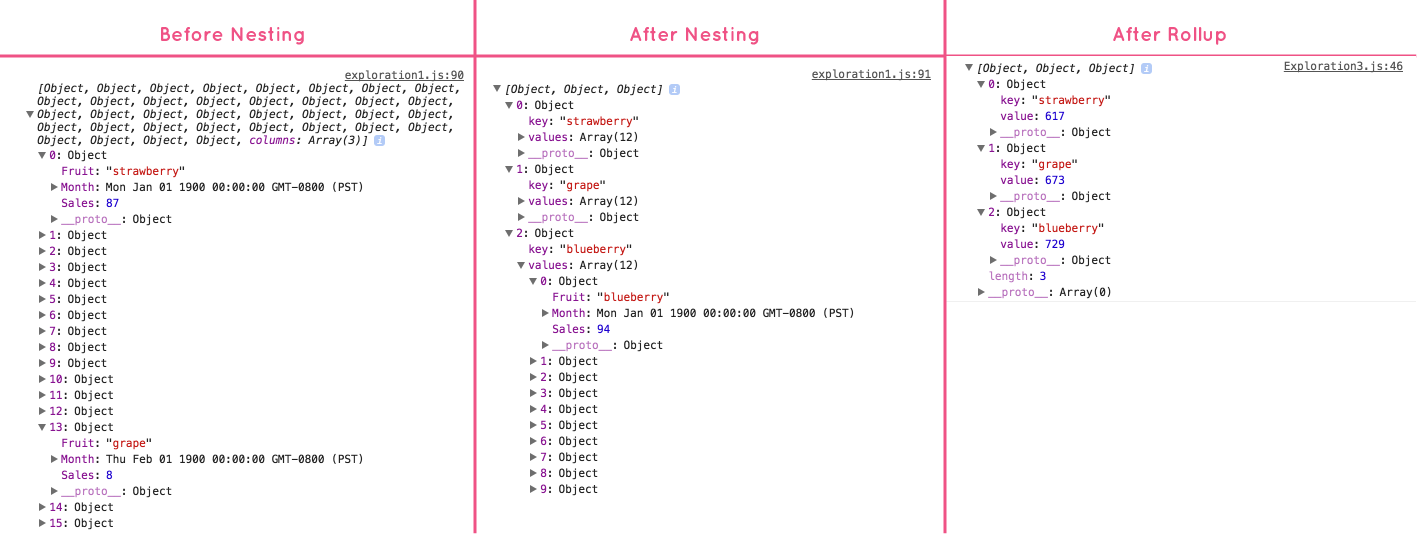 Before Nesting
exploration1.js:90
[Object, Object, Object, Object, Object, Object, Object, Object,
Object, Object, Object, Object, Object, Object, Object, Object,
Object, Object, Object, Object, Object, Object, Object, Object,
Object, Object, Object, Object, Object, Object, Object, Object,
Object, Object, Object, Object, columns: Array(3)] i
0: Object
Fruit: "strawberry"
Month: Mon Jan 01 1900 00:00:00 GMT-0800 (PST)
Sales: 87
__proto__: Object
1: Object
2: Object
3: Object
4: Object
5: Object
6: Object
7: Object
8: Object
9: Object
10: Object
11: Object
12: Object
13: Object
Fruit: "grape"
Month: Thu Feb 01 1900 00:00:00 GMT-0800 (PST)
Sales: 8
__proto__: Object
14: Object
15: Object
After Nesting
exploration1.js:91
[Object, Object, Object] i
0: Object
key: "strawberry"
values: Array(12)
__proto__: Object
1: Object
key: "grape"
values: Array(12)
__proto__: Object
2: Object
key: "blueberry"
values: Array(12)
0: Object
Fruit: "blueberry"
Month: Mon Jan 01 1900 00:00:00 GMT-0800 (PST)
Sales: 94
__proto__: Object
1: Object
2: Object
3: Object
4: Object
5: Object
6: Object
7: Object
8: Object
9: Object
After Rollup
Exploration3.js:46
[Object, Object, Object] i
0: Object
key: "strawberry"
value: 617
__proto__: Object
1: Object
key: "grape"
value: 673
__proto__: Object
2: Object
key: "blueberry"
value: 729
__proto__: Object
length: 3
__proto__: Array(0)